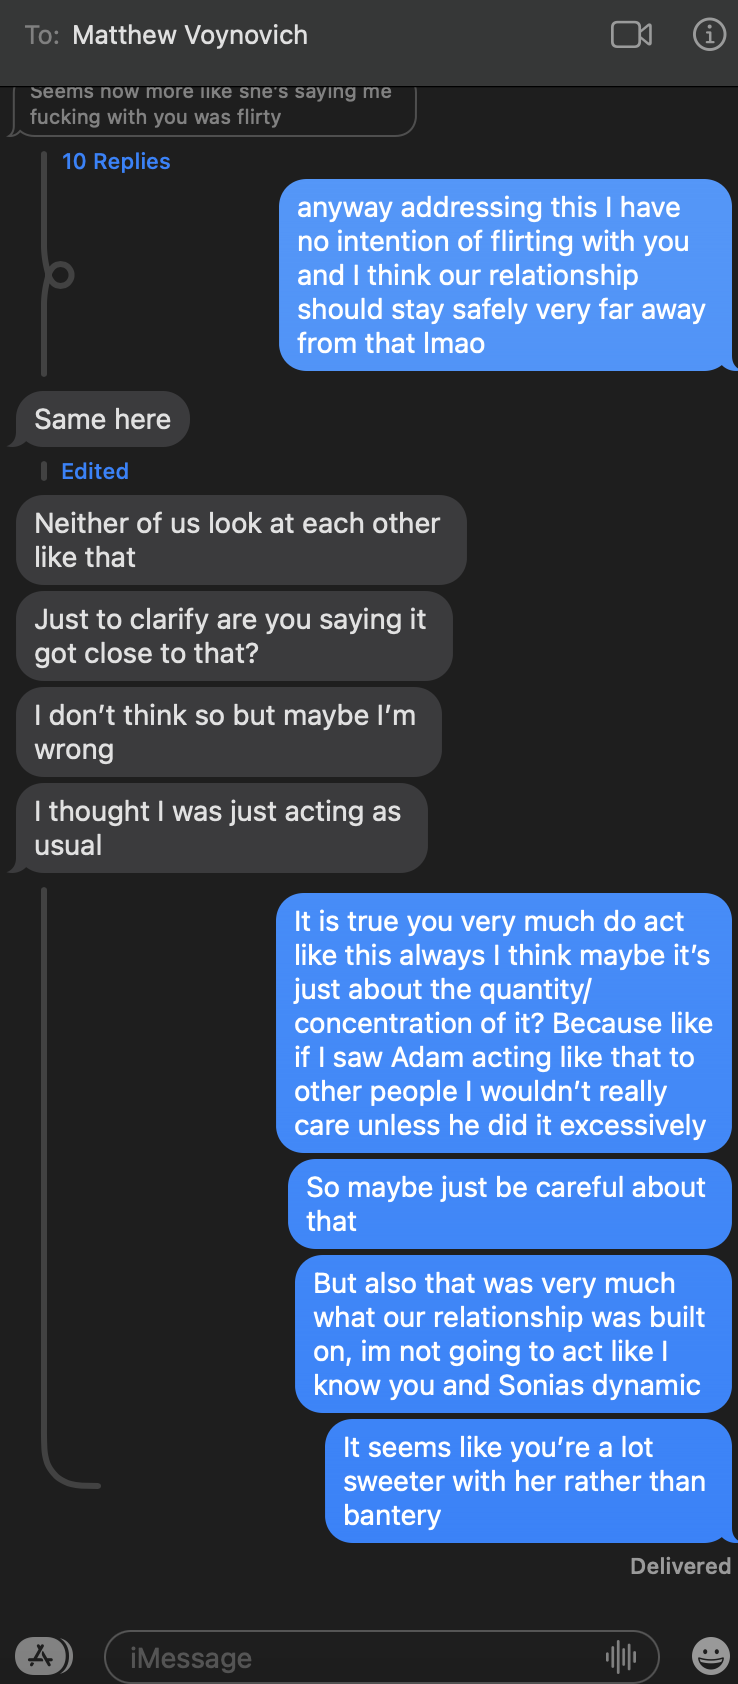 To: Matthew Voynovich
Seems now more like she's saying me
fucking with you was flirty
10 Replies
anyway addressing this I have
no intention of flirting with you
and I think our relationship
should stay safely very far away
from that lmao
Same here
Edited
Neither of us look at each other
like that
Just to clarify are you saying it
got close to that?
I don't think so but maybe I'm
wrong
I thought I was just acting as
usual
It is true you very much do act
like this always I think maybe it's
just about the quantity/
concentration of it? Because like
if I saw Adam acting like that to
other people I wouldn't really
care unless he did it excessively
So maybe just be careful about
that
But also that was very much
what our relationship was built
on, im not going to act like I
know you and Sonias dynamic
It seems like you're a lot
sweeter with her rather than
bantery
Delivered
iMessage